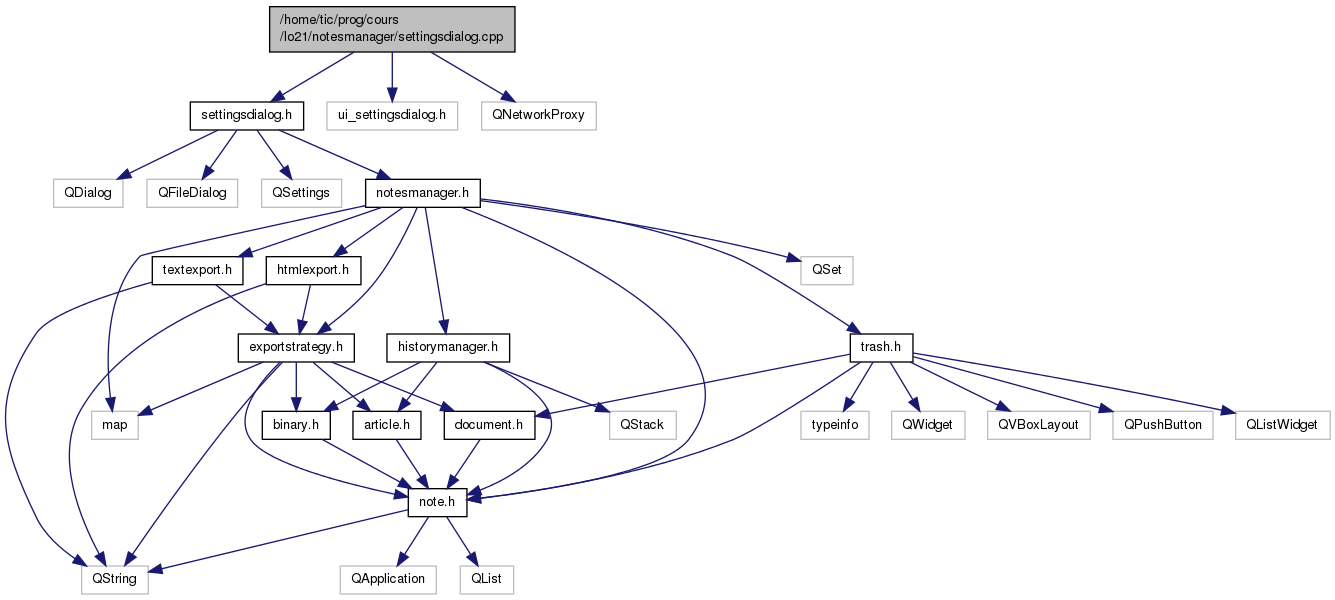 /home/tic/prog/cours
/lo21/notesmanager/settingsdialog.cpp
settingsdialog.h
ui_settingsdialog.h
QNetworkProxy
QDialog
QFileDialog
QSettings
notesmanager.h
textexport.h
htmlexport.h
QSet
exportstrategy.h
historymanager.h
trash.h
map
binary.h
article.h
document.h
QStack
typeinfo
QWidget
QVBoxLayout
QPushButton
QListWidget
note.h
QString
QApplication
QList